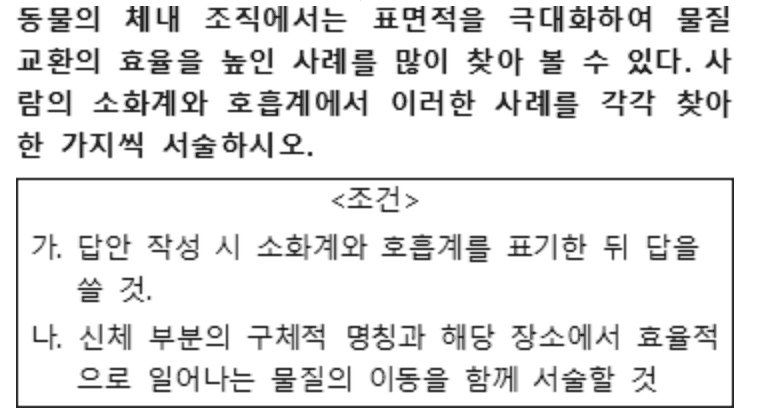 동물의 체내 조직에서는 표면적을 극대화하여 물질
교환의 효율을 높인 사례를 많이 찾아 볼 수 있다. 사
람의 소화계와 호흡계에서 이러한 사례를 각각 찾아
한 가지씩 서술하시오.
<조건>
가. 답안 작성 시 소화계와 호흡계를 표기한 뒤 답을
쓸 것.
나. 신체 부분의 구체적 명칭과 해당 장소에서 효율적
으로 일어나는 물질의 이동을 함께 서술할 것